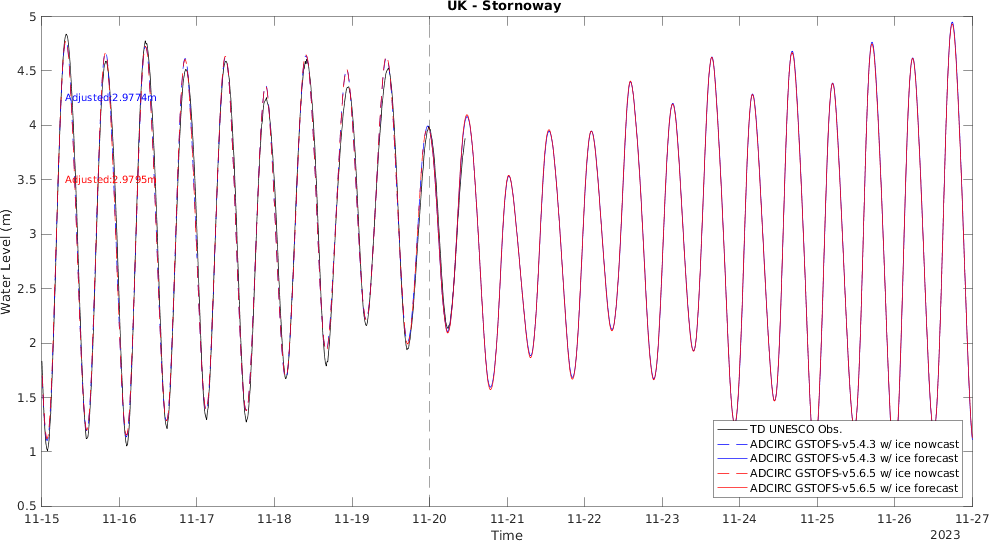 UK - Stornoway
5
4.5
4
3.5
3
2.5
2
1.5
1
0.5
Water Level (m)
Adjusted:2.9774m
Adjusted:2.9795m
TD UNESCO Obs.
ADCIRC GSTOFS-v5.4.3 w/ ice nowcast
ADCIRC GSTOFS-v5.4.3 w/ ice forecast
ADCIRC GSTOFS-v5.6.5 w/ ice nowcast
ADCIRC GSTOFS-v5.6.5 w/ ice forecast
11-15 11-16 11-17 11-18 11-19 11-20 11-21 11-22 11-23 11-24 11-25 11-26 11-27
Time
2023